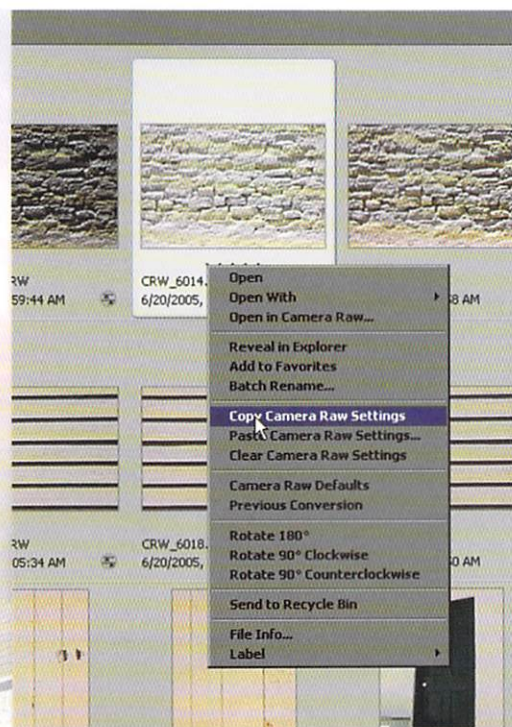 RW
59:44 AM
CRW_6014.
6/20/2005,
8 AM
Open
Open With
Open in Camera Raw...
Reveal in Explorer
Add to Favorites
Batch Rename...
Copy Camera Raw Settings
Paste Camera Raw Settings...
Clear Camera Raw Settings
Camera Raw Defaults
Previous Conversion
RW
05:34 AM
CRW_6018.
6/20/2005,
0 AM
Rotate 180°
Rotate 90° Clockwise
Rotate 90° Counterclockwise
Send to Recycle Bin
File Info...
Label